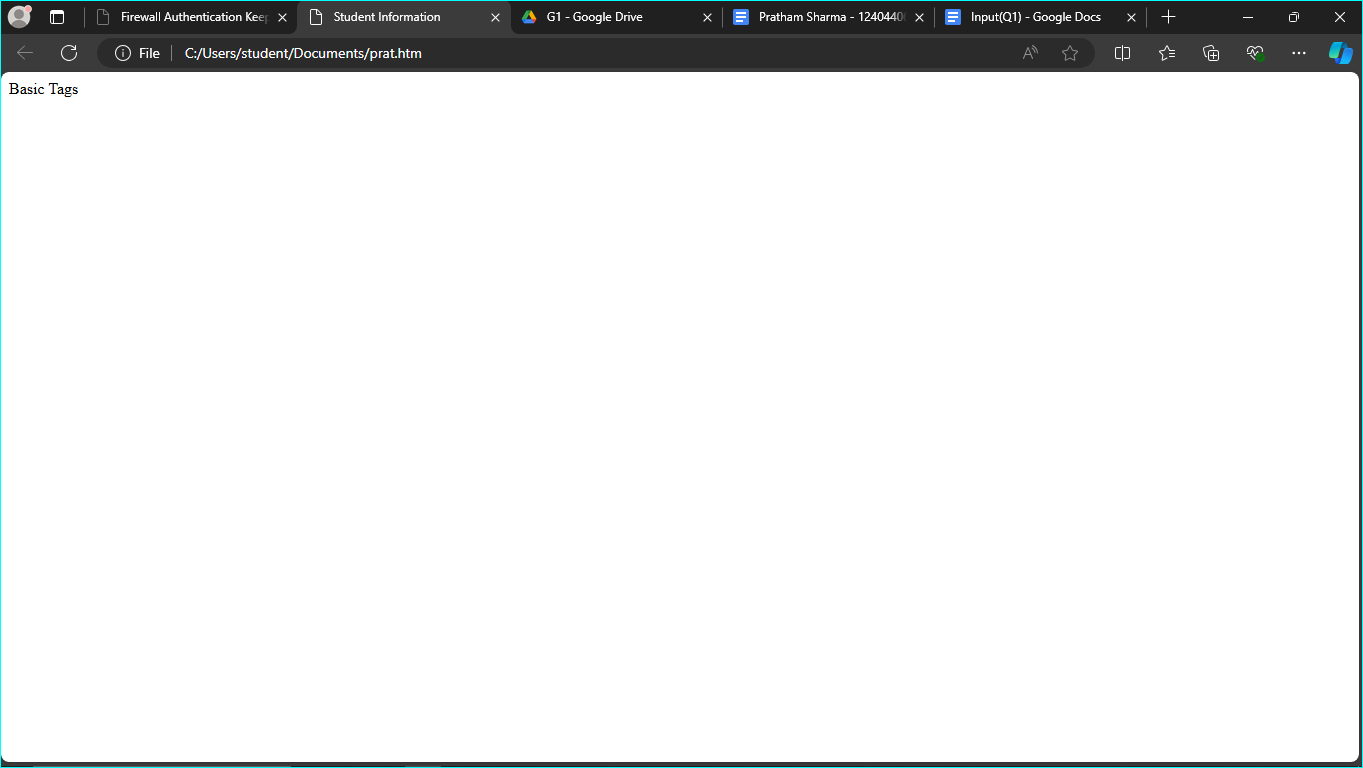 Firewall Authentication Keep
Student Information
G1 - Google Drive
Pratham Sharma - 1240440
Input(Q1) - Google Docs
File
C:/Users/student/Documents/prat.htm
Basic Tags